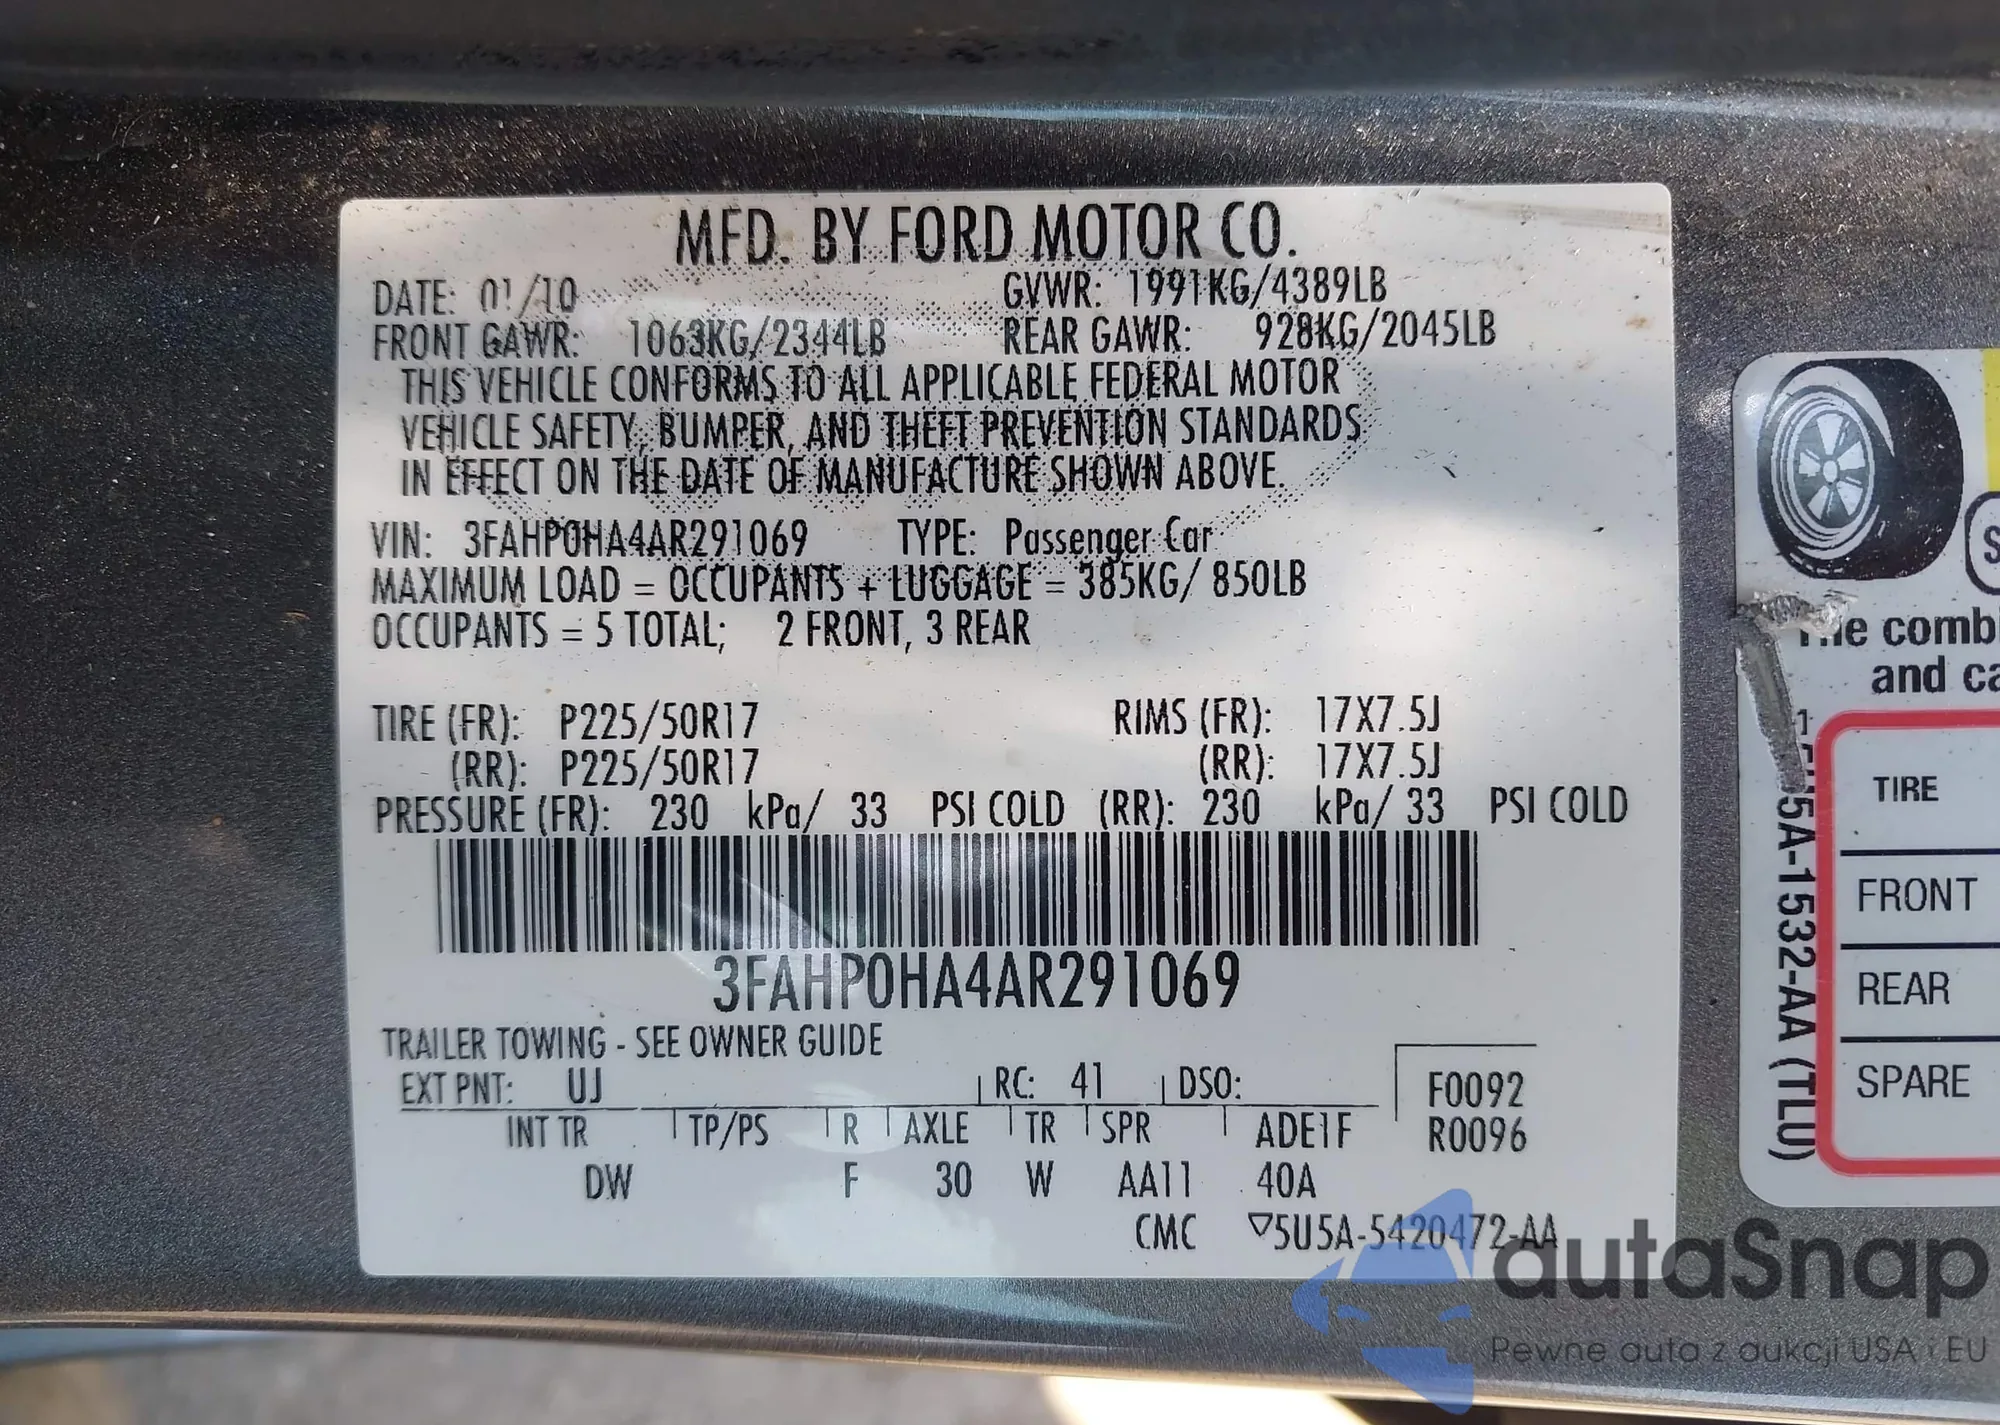 MFD. BY FORD MOTOR CO.
DATE: 01/10 GVWR: 1991KG/4389LB
FRONT GAWR: 1063KG/2344LB REAR GAWR: 928KG/2045LB
THIS VEHICLE CONFORMS TO ALL APPLICABLE FEDERAL MOTOR
VEHICLE SAFETY, BUMPER, AND THEFT PREVENTION STANDARDS
IN EFFECT ON THE DATE OF MANUFACTURE SHOWN ABOVE.
VIN: 3FAHP0HA4AR291069 TYPE: Passenger Car
MAXIMUM LOAD = OCCUPANTS + LUGGAGE = 385KG/ 850LB
OCCUPANTS = 5 TOTAL; 2 FRONT, 3 REAR
TIRE (FR): P225/50R17 RIMS (FR): 17X7.5J
(RR): P225/50R17 (RR): 17X7.5J
PRESSURE (FR): 230 kPa/ 33 PSI COLD (RR): 230 kPa/ 33 PSI COLD
3FAHP0HA4AR291069
TRAILER TOWING - SEE OWNER GUIDE
EXT PNT: UJ RC: 41 DSO: F0092
INT TR TP/PS R AXLE TR SPR ADE1F R0096
DW F 30 W AA11 40A
CMC ▽5U5A-5420472-AA
The combi
and ca
TIRE
FRONT
REAR
SPARE
5A-1532-AA (TLU)
autaSnap
Pewne auta z aukcji USA i EU